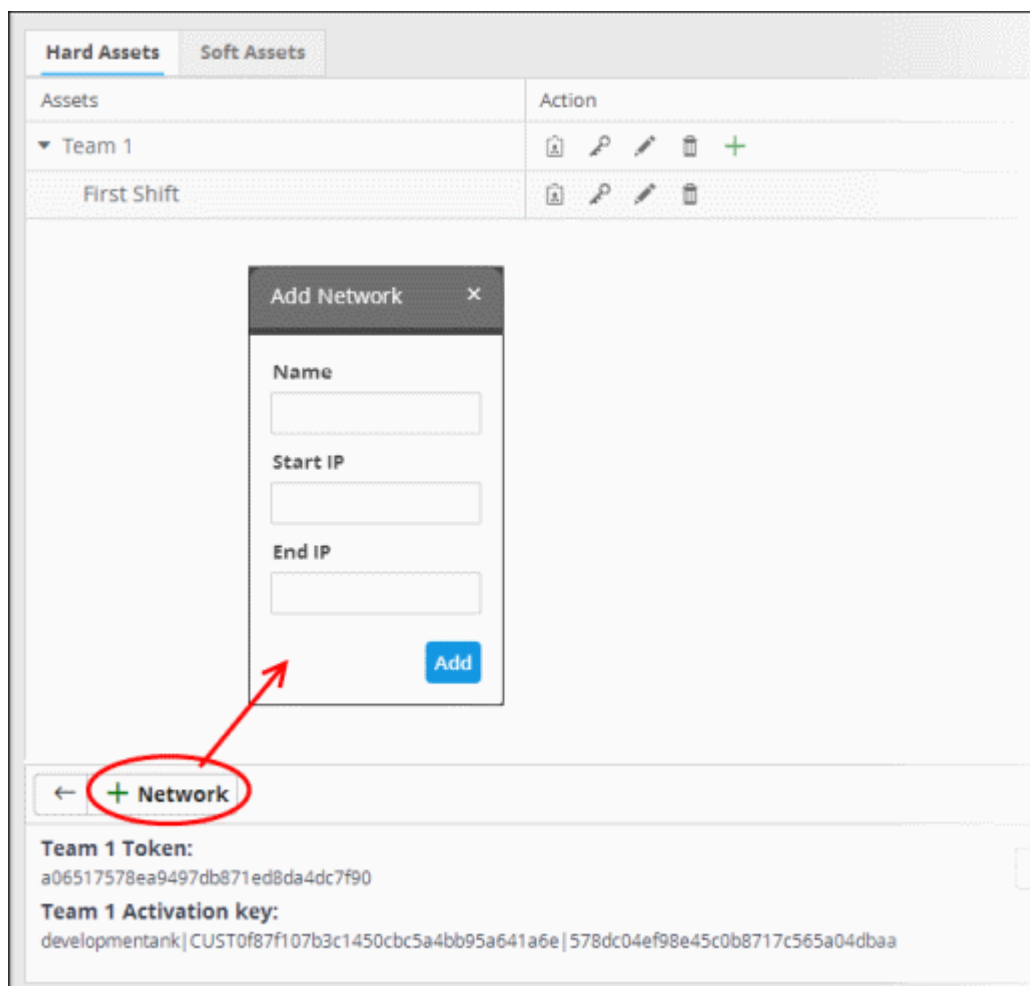 Hard Assets Soft Assets
Assets Action
Team 1
First Shift
Add Network ×
Name
Start IP
End IP
Add
← + Network
Team 1 Token:
a06517578ea9497db871ed8da4dc7f90
Team 1 Activation key:
developmentank|CUST0f87f107b3c1450cbc5a4bb95a641a6e|578dc04ef98e45c0b8717c565a04dbaa